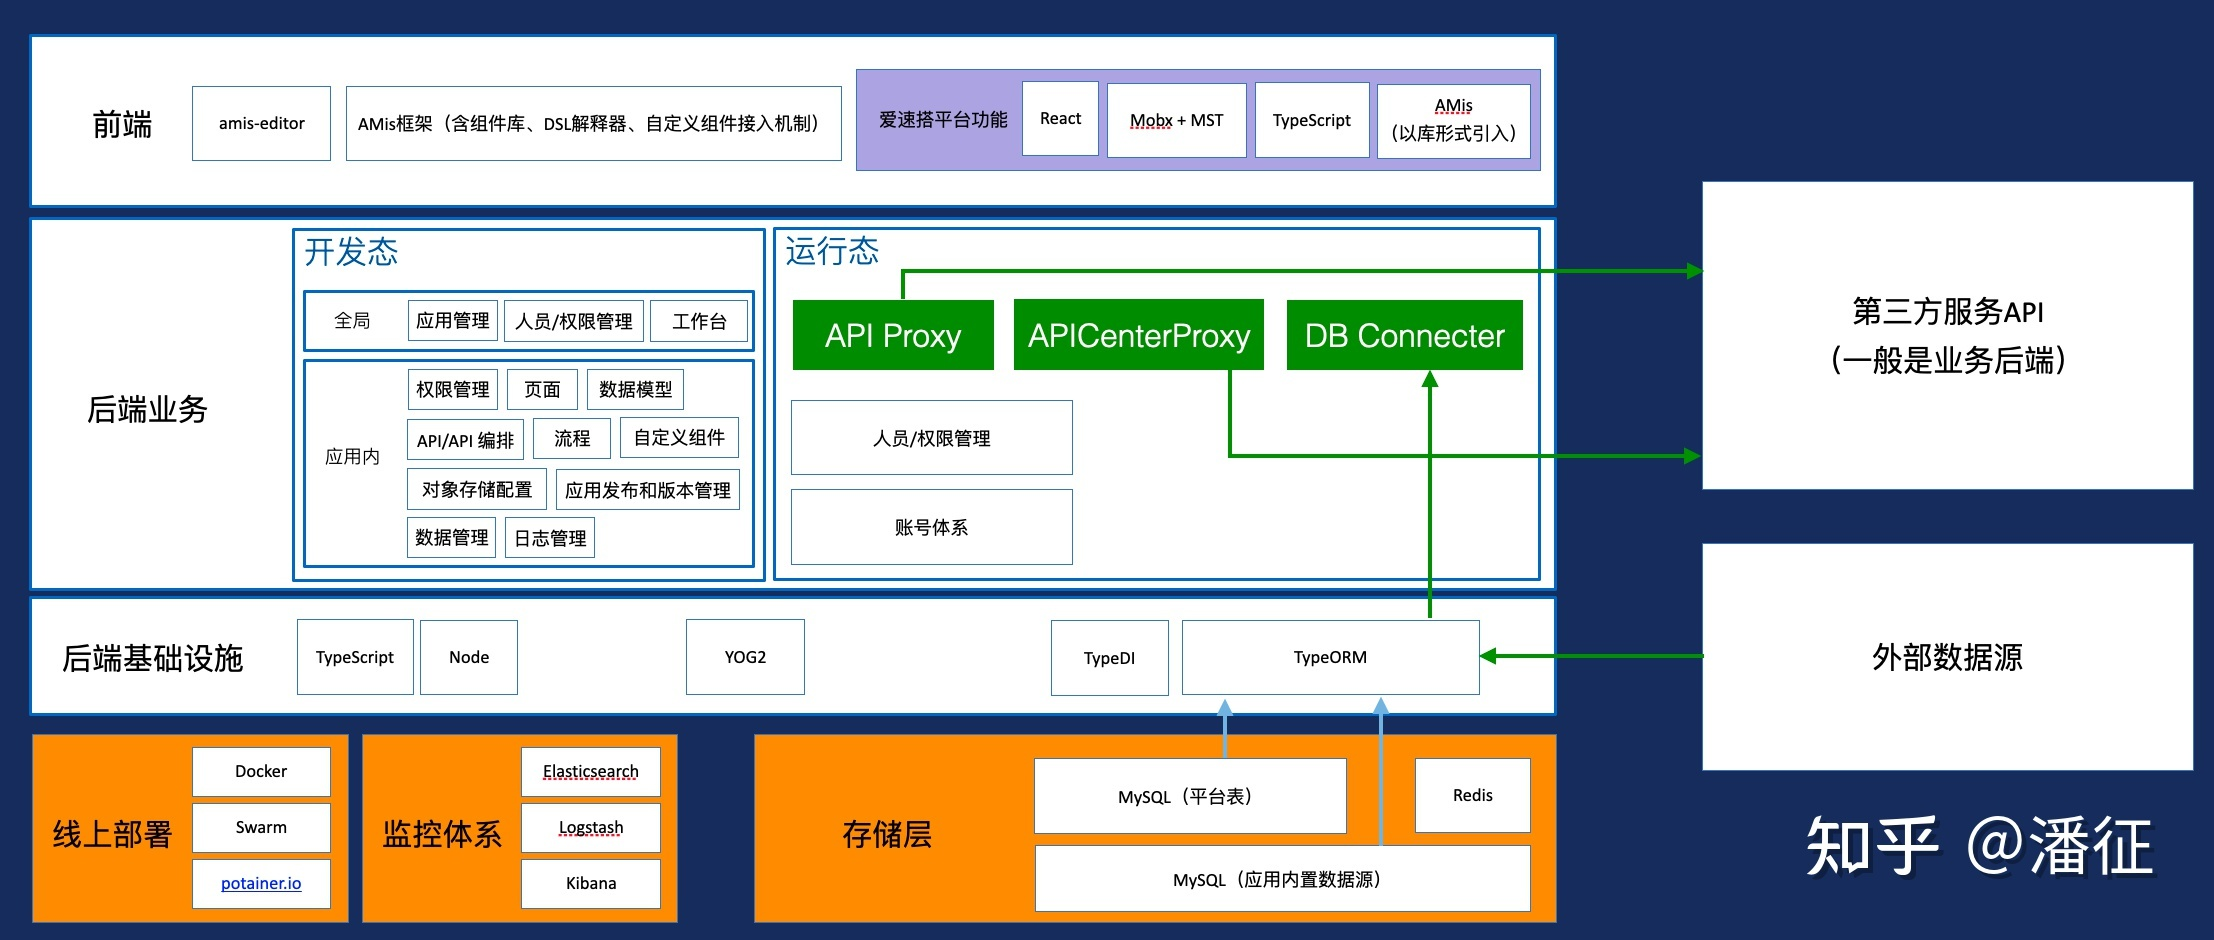 前端
amis-editor
AMis框架（含组件库、DSL解释器、自定义组件接入机制）
爱速搭平台功能
React
Mobx + MST
TypeScript
AMis
（以库形式引入）
后端业务
开发态
全局
应用管理
人员/权限管理
工作台
应用内
权限管理
页面
数据模型
API/API 编排
流程
自定义组件
对象存储配置
应用发布和版本管理
数据管理
日志管理
运行态
API Proxy
APICenterProxy
DB Connecter
人员/权限管理
账号体系
第三方服务API
（一般是业务后端）
后端基础设施
TypeScript
Node
YOG2
TypeDI
TypeORM
外部数据源
线上部署
Docker
Swarm
potainer.io
监控体系
Elasticsearch
Logstash
Kibana
存储层
MySQL（平台表）
Redis
MySQL（应用内置数据源）
知乎 @潘征